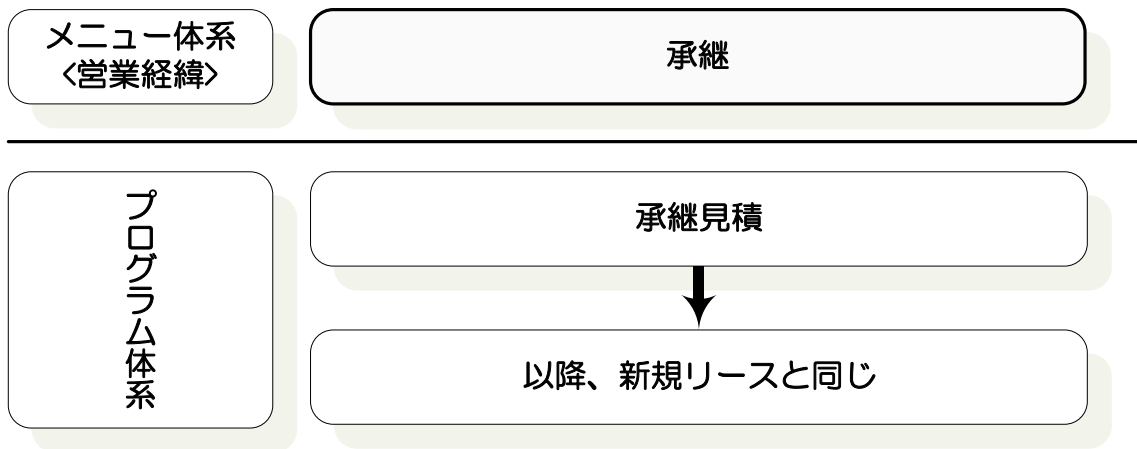 メニュー体系
<営業経緯>
承継
プログラム体系
承継見積
以降、新規リースと同じ